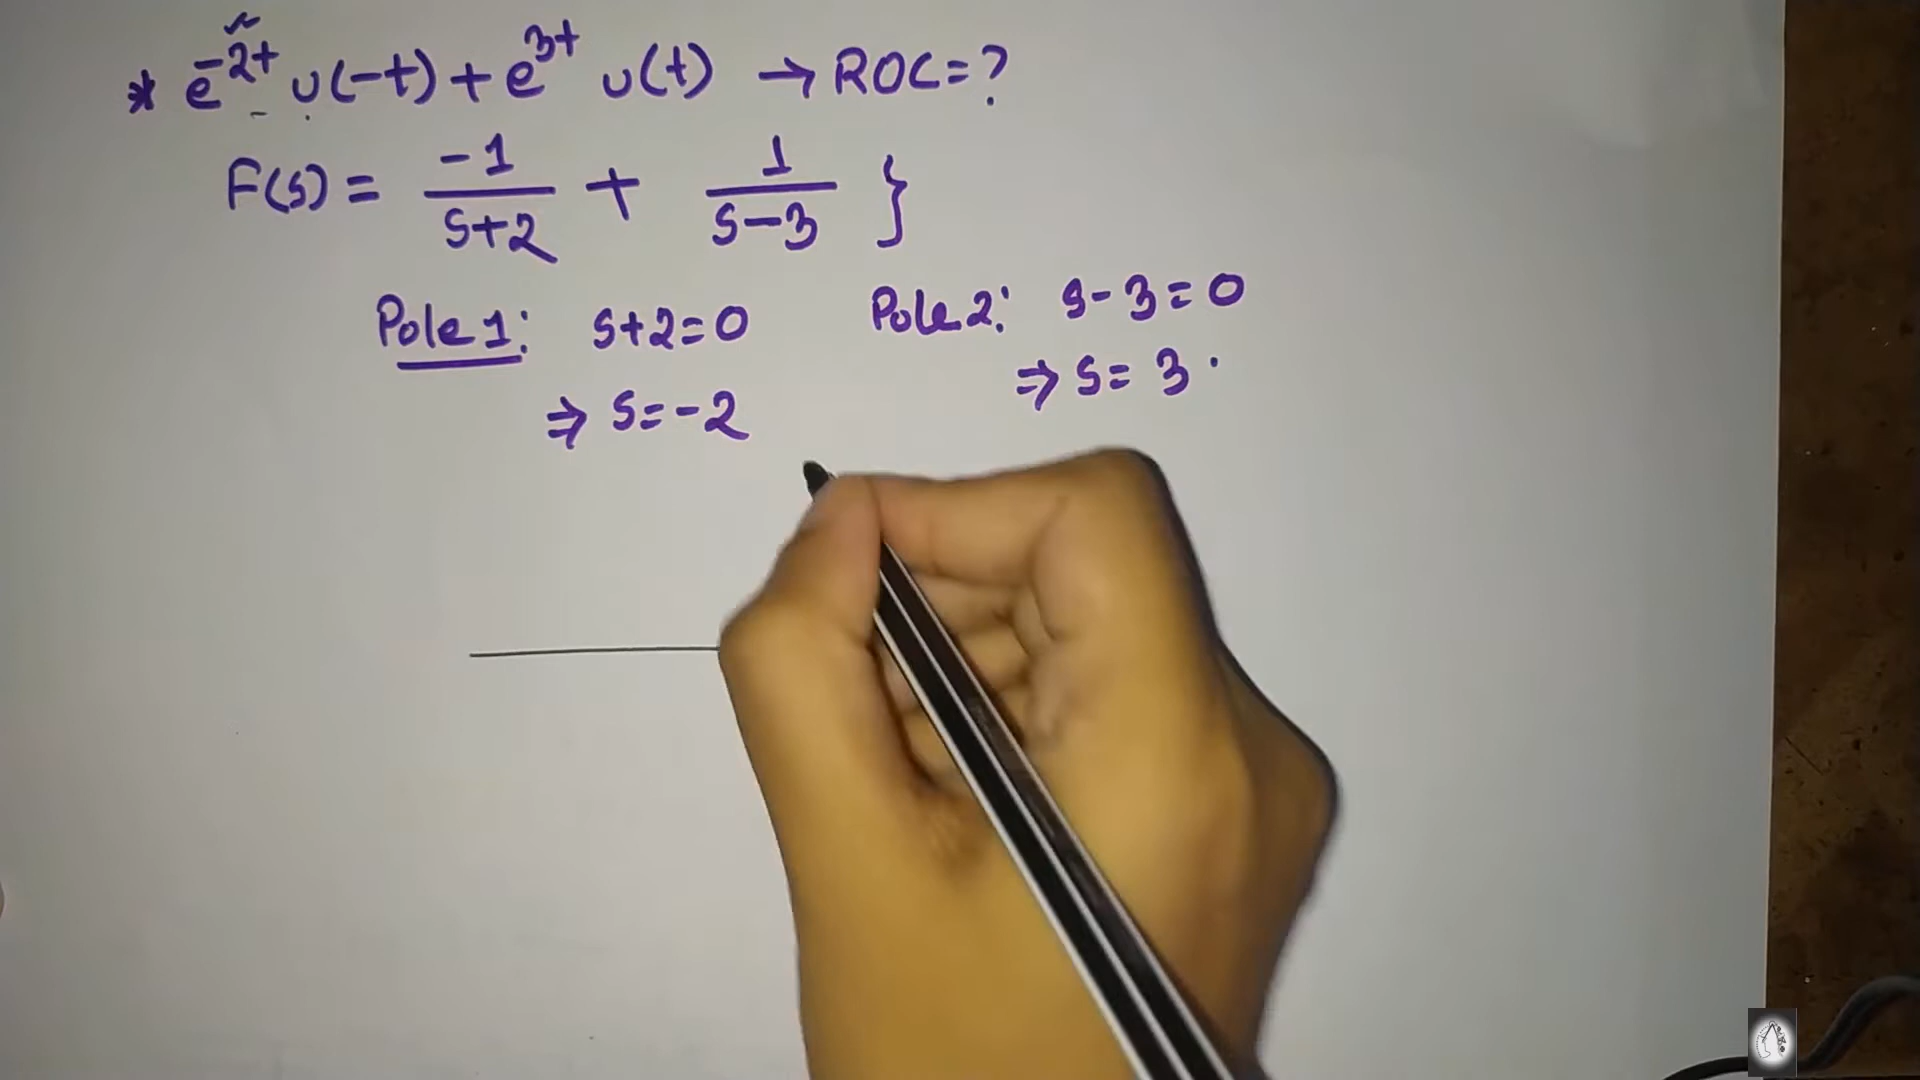 * e^-2t u(-t) + e^3t u(t) → ROC = ?
F(s) = -1/s+2 + 1/s-3 }
Pole 1: s+2=0 Pole 2: s-3=0
⇒ s=-2 ⇒ s= 3 .